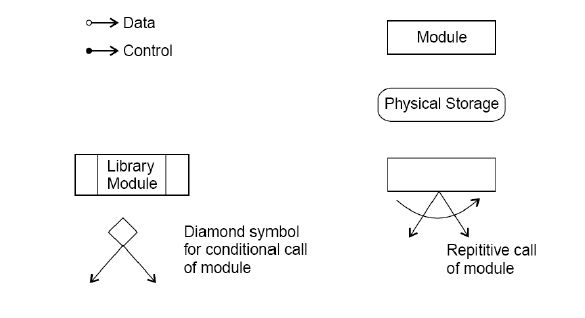 Data
Control
Module
Physical Storage
Library
Module
Diamond symbol
for conditional call
of module
Repititive call
of module